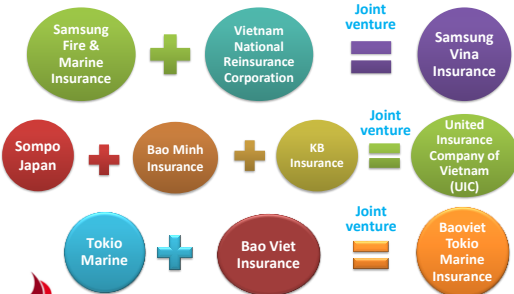 Joint
venture
Samsung
Fire &
Marine
Insurance
Vietnam
National
Reinsurance
Corporation
Samsung
Vina
Insurance
Joint
venture
Sompo
Japan
Bao Minh
Insurance
KB
Insurance
United
Insurance
Company of
Vietnam
(UIC)
Joint
venture
Tokio
Marine
Bao Viet
Insurance
Baoviet
Tokio
Marine
Insurance